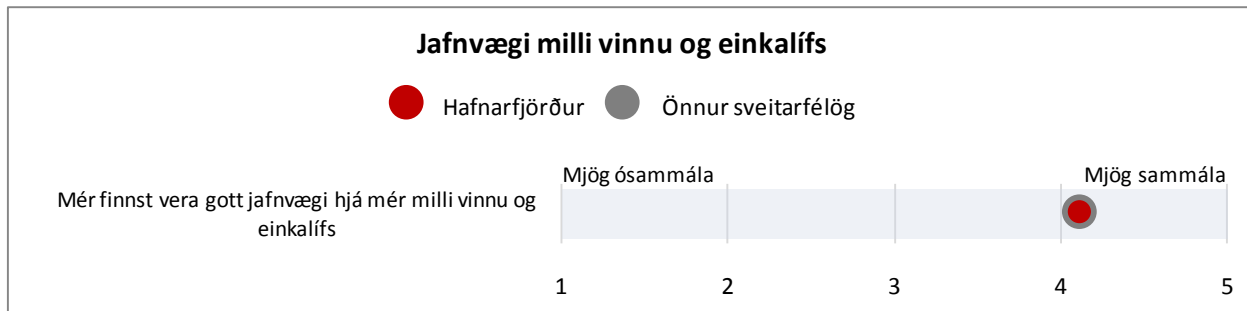 Jafnvægi milli vinnu og einkalífs
Hafnarfjörður Önnur sveitarfélög
Mjög ósammála Mjög sammála
Mér finnst vera gott jafnvægi hjá mér milli vinnu og
einkalífs
1 2 3 4 5